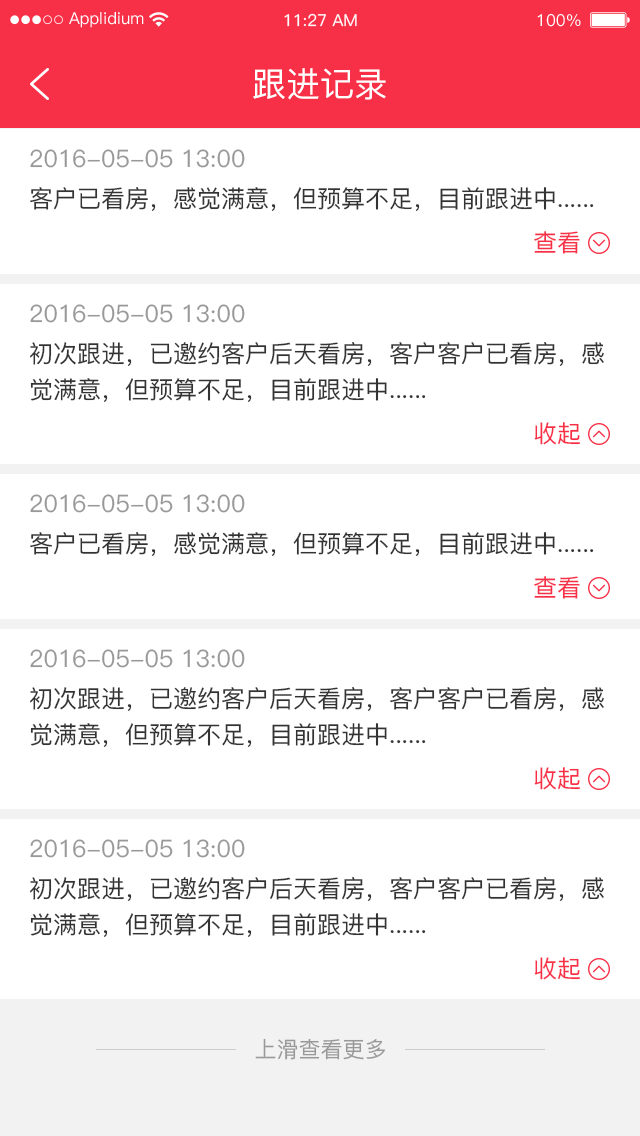 Applidium 11:27 AM 100%
跟进记录
2016-05-05 13:00
客户已看房，感觉满意，但预算不足，目前跟进中……
查看
2016-05-05 13:00
初次跟进，已邀约客户后天看房，客户客户已看房，感
觉满意，但预算不足，目前跟进中……
收起
2016-05-05 13:00
客户已看房，感觉满意，但预算不足，目前跟进中……
查看
2016-05-05 13:00
初次跟进，已邀约客户后天看房，客户客户已看房，感
觉满意，但预算不足，目前跟进中……
收起
2016-05-05 13:00
初次跟进，已邀约客户后天看房，客户客户已看房，感
觉满意，但预算不足，目前跟进中……
收起
上滑查看更多